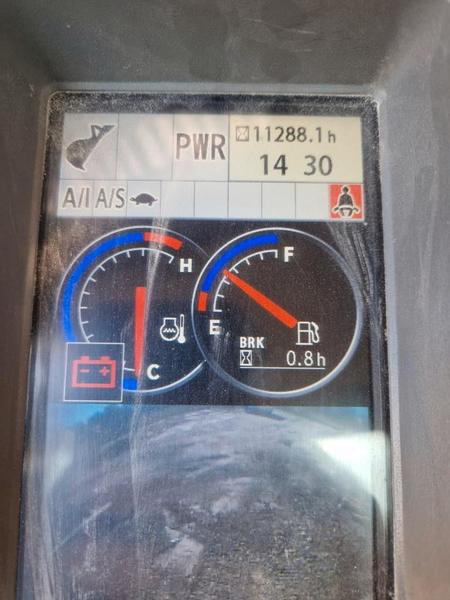 PWR
11288.1h
14 30
A/I A/S
H
F
E
C
BRK
0.8h